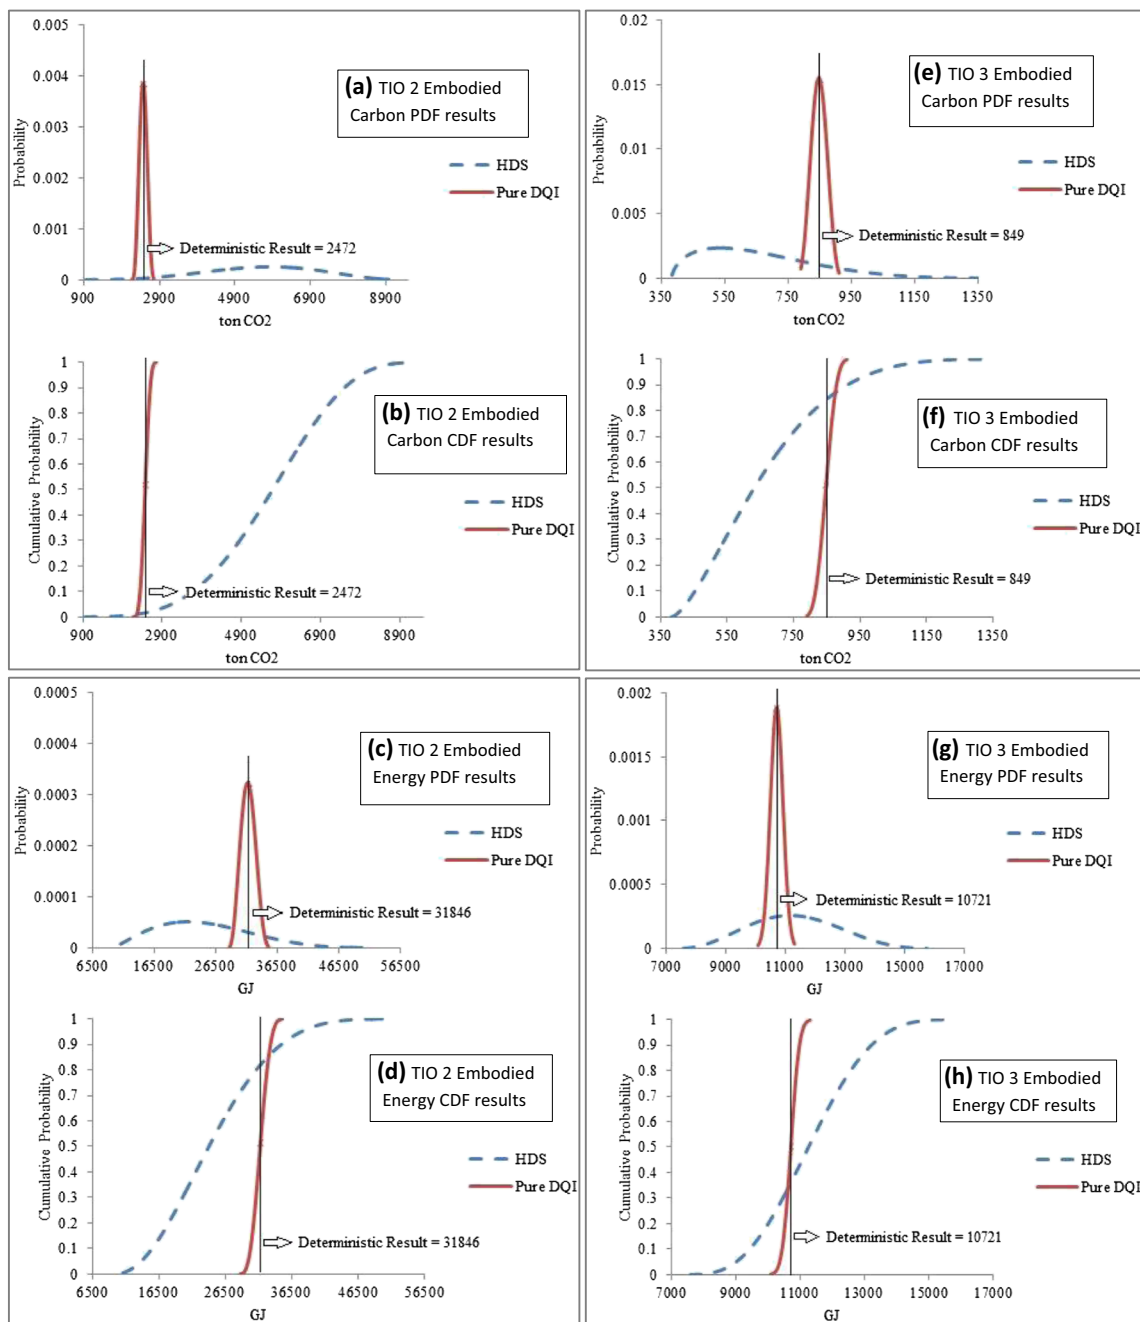 0.005
0.004
0.003
0.002
0.001
0
Probability
(a) TIO 2 Embodied
Carbon PDF results
HDS
Pure DQI
Deterministic Result = 2472
900 2900 4900 6900 8900
ton CO2
1
0.9
0.8
0.7
0.6
0.5
0.4
0.3
0.2
0.1
0
Cumulative Probability
(b) TIO 2 Embodied
Carbon CDF results
HDS
Pure DQI
Deterministic Result = 2472
900 2900 4900 6900 8900
ton CO2
0.02
0.015
0.01
0.005
0
Probability
(e) TIO 3 Embodied
Carbon PDF results
HDS
Pure DQI
Deterministic Result = 849
350 550 750 950 1150 1350
ton CO2
1
0.9
0.8
0.7
0.6
0.5
0.4
0.3
0.2
0.1
0
Cumulative Probability
(f) TIO 3 Embodied
Carbon CDF results
HDS
Pure DQI
Deterministic Result = 849
350 550 750 950 1150 1350
ton CO2
0.0005
0.0004
0.0003
0.0002
0.0001
0
Probability
(c) TIO 2 Embodied
Energy PDF results
HDS
Pure DQI
Deterministic Result = 31846
6500 16500 26500 36500 46500 56500
GJ
1
0.9
0.8
0.7
0.6
0.5
0.4
0.3
0.2
0.1
0
Cumulative Probability
(d) TIO 2 Embodied
Energy CDF results
HDS
Pure DQI
Deterministic Result = 31846
6500 16500 26500 36500 46500 56500
GJ
0.002
0.0015
0.001
0.0005
0
Probability
(g) TIO 3 Embodied
Energy PDF results
HDS
Pure DQI
Deterministic Result = 10721
7000 9000 11000 13000 15000 17000
GJ
1
0.9
0.8
0.7
0.6
0.5
0.4
0.3
0.2
0.1
0
Cumulative Probability
(h) TIO 3 Embodied
Energy CDF results
HDS
Pure DQI
Deterministic Result = 10721
7000 9000 11000 13000 15000 17000
GJ